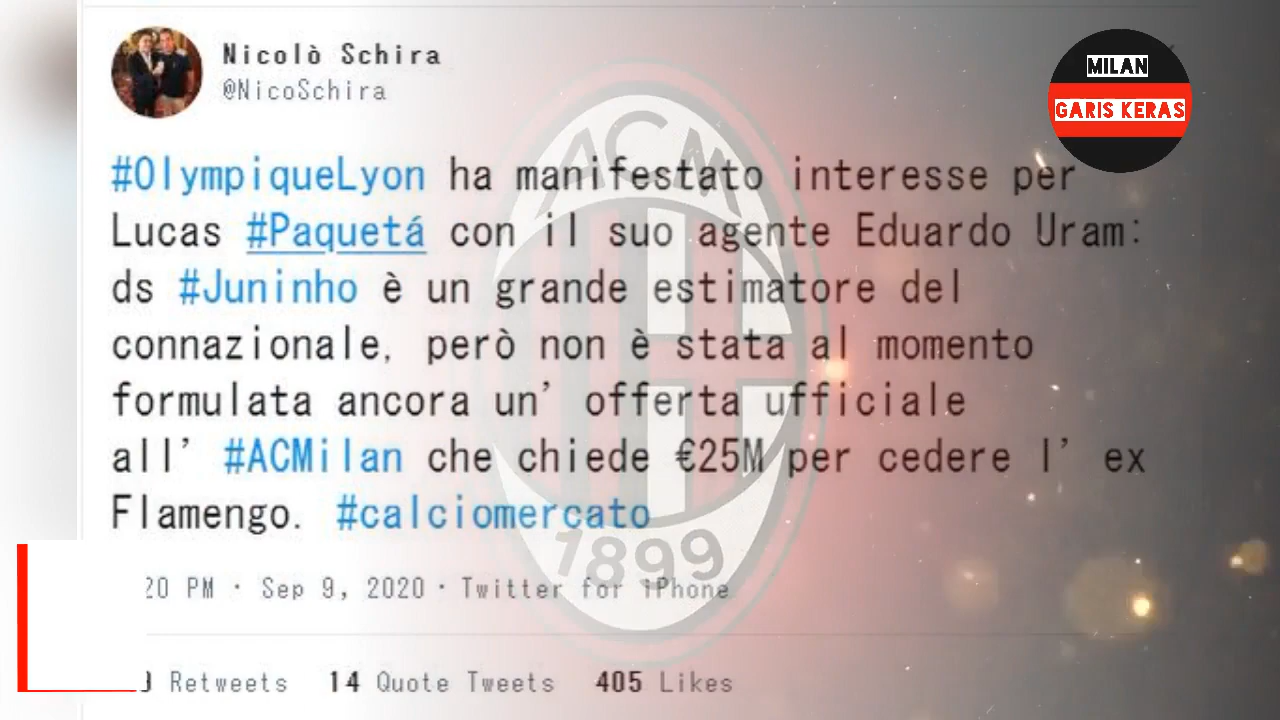 Nicolò Schira
@NicoSchira
MILAN
GARIS KERAS
#OlympiqueLyon ha manifestato interesse per
Lucas #Paquetá con il suo agente Eduardo Uram:
ds #Juninho è un grande estimatore del
connazionale, però non è stata al momento
formulata ancora un' offerta ufficiale
all' #ACMilan che chiede €25M per cedere l' ex
Flamengo. #calciomercato
20 PM · Sep 9, 2020 · Twitter for iPhone
Retweets 14 Quote Tweets 405 Likes
ACM
1899